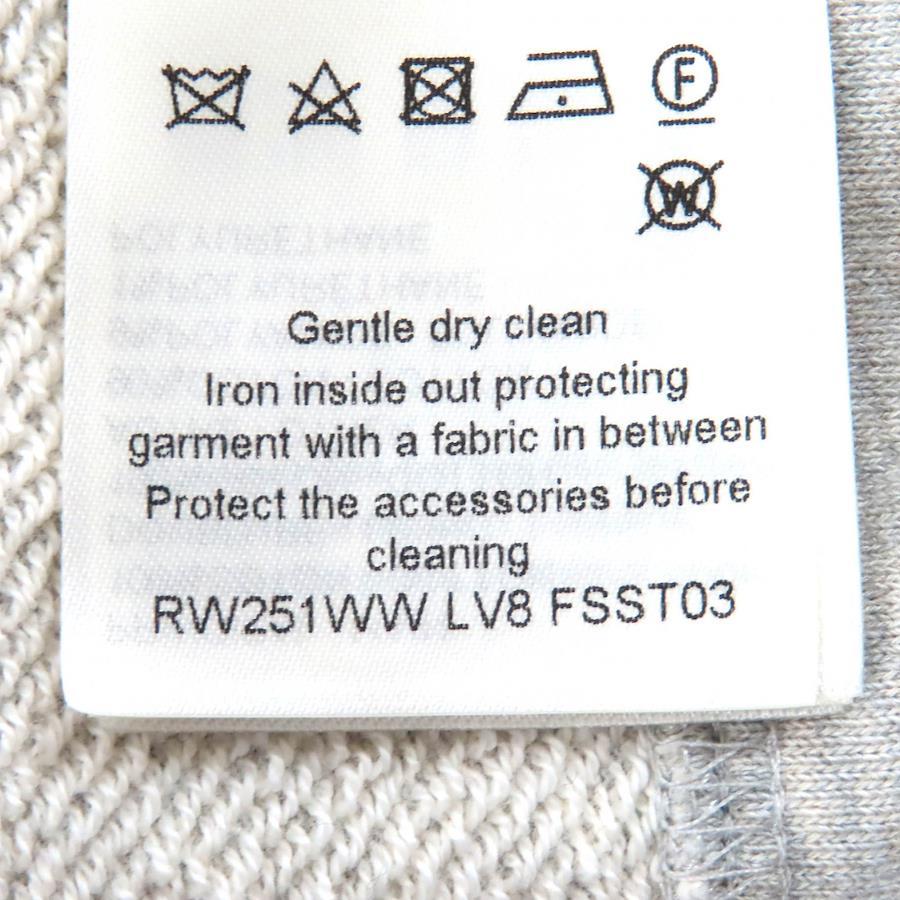 F
W
Gentle dry clean
Iron inside out protecting
garment with a fabric in between
Protect the accessories before
cleaning
RW251WW LV8 FSST03